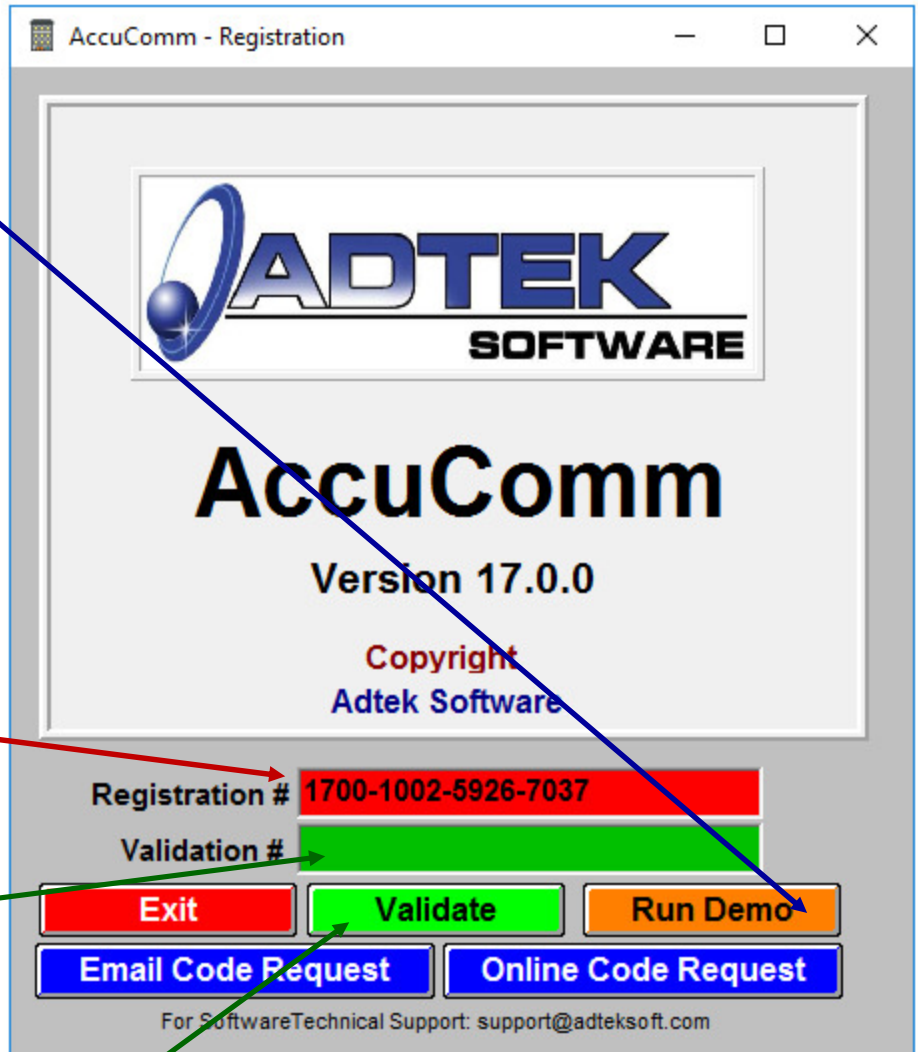 AccuComm - Registration
ADTEK
SOFTWARE
AccuComm
Version 17.0.0
Copyright
Adtek Software
Registration # 1700-1002-5926-7037
Validation #
Exit Validate Run Demo
Email Code Request Online Code Request
For SoftwareTechnical Support: support@adteksoft.com